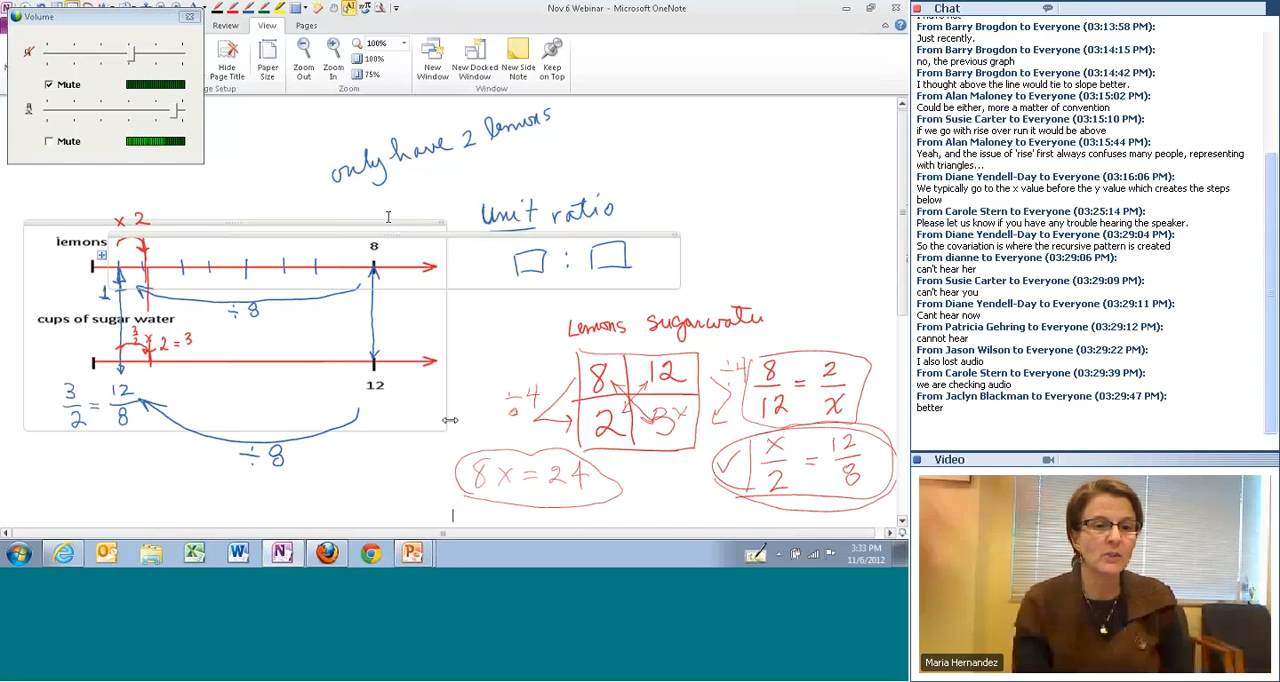 Volume
Mute
Mute
Nov 6 Webinar - Microsoft OneNote
Review View Pages
Hide Page Title
Paper Size
Zoom Out
Zoom In
100%
100%
75%
New Window
New Docked Window
New Side Note
Keep on Top
Zoom
Window
only have 2 lemons
unit ratio
□ : □
x 2
lemons
8
1
÷ 8
cups of sugar water
3/2 x 2 = 3
12
3/2 = 12/8
÷ 8
Lemons sugarwater
8 12
2 3 x
÷4
÷4
8/12 = 2/x
✓ x/2 = 12/8
8x = 24
3:33 PM
11/6/2012
Chat
From Barry Brogdon to Everyone (03:13:58 PM)
Just recently.
From Barry Brogdon to Everyone (03:14:15 PM)
no, the previous graph
From Barry Brogdon to Everyone (03:14:42 PM)
I thought above the line would tie to slope better.
From Alan Maloney to Everyone (03:15:02 PM)
Could be either, more a matter of convention
From Susie Carter to Everyone (03:15:10 PM)
if we go with rise over run it would be above
From Alan Maloney to Everyone (03:15:44 PM)
Yeah, and the issue of 'rise' first always confuses many people, representing
with triangles...
From Diane Yendell-Day to Everyone (03:16:06 PM)
We typically go to the x value before the y value which creates the steps
below
From Carole Stern to Everyone (03:25:14 PM)
Please let us know if you have any trouble hearing the speaker.
From Diane Yendell-Day to Everyone (03:29:04 PM)
So the covariation is where the recursive pattern is created
From dianne to Everyone (03:29:06 PM)
can't hear her
From Susie Carter to Everyone (03:29:09 PM)
can't hear you
From Diane Yendell-Day to Everyone (03:29:11 PM)
Cant hear now
From Patricia Gehring to Everyone (03:29:12 PM)
cannot hear
From Jason Wilson to Everyone (03:29:22 PM)
I also lost audio
From Carole Stern to Everyone (03:29:39 PM)
we are checking audio
From Jaclyn Blackman to Everyone (03:29:47 PM)
better
Video
Maria Hernandez